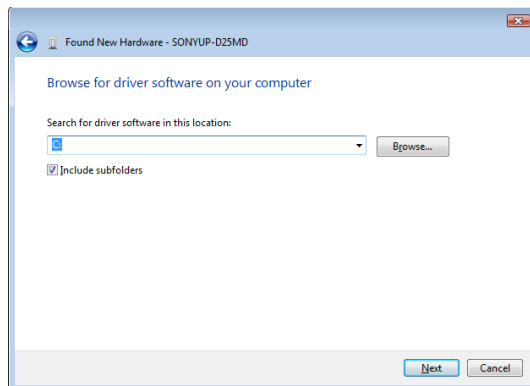 Found New Hardware - SONYUP-D25MD
Browse for driver software on your computer
Search for driver software in this location:
C:
Browse...
Include subfolders
Next
Cancel